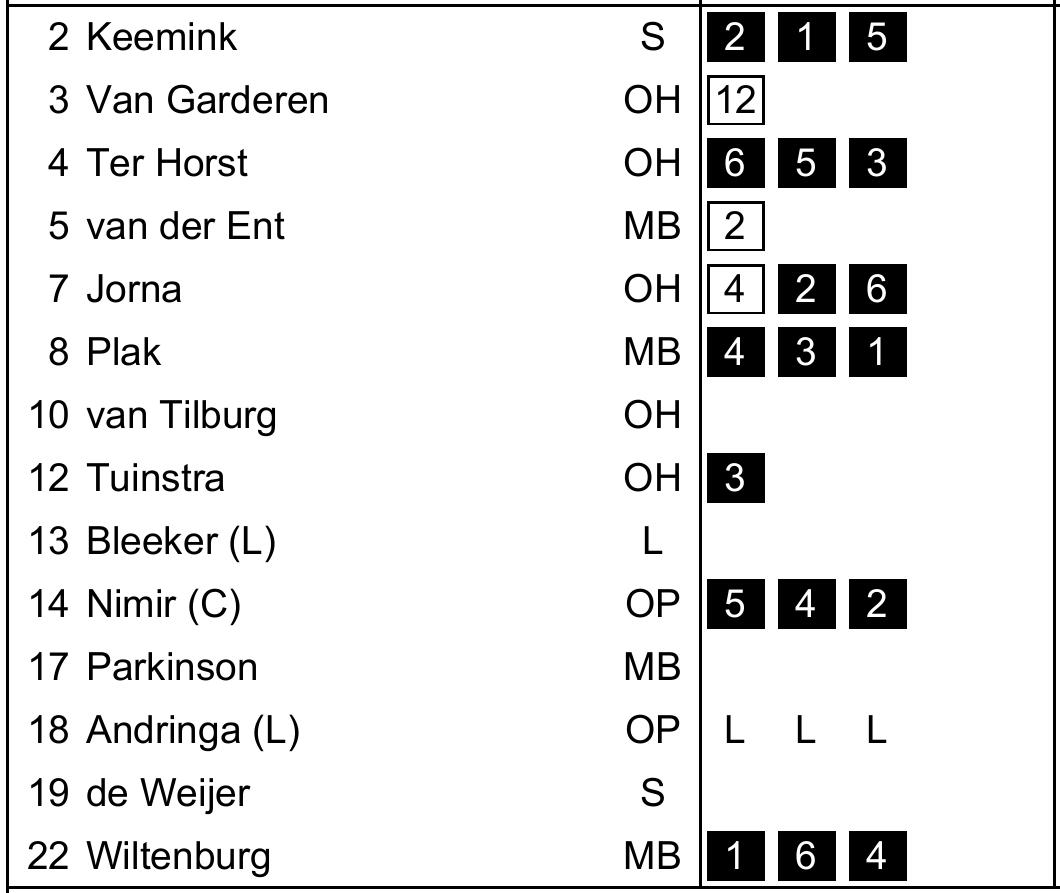 2 Keemink S 2 1 5
3 Van Garderen OH 12
4 Ter Horst OH 6 5 3
5 van der Ent MB 2
7 Jorna OH 4 2 6
8 Plak MB 4 3 1
10 van Tilburg OH
12 Tuinstra OH 3
13 Bleeker (L) L
14 Nimir (C) OP 5 4 2
17 Parkinson MB
18 Andringa (L) OP L L L
19 de Weijer S
22 Wiltenburg MB 1 6 4